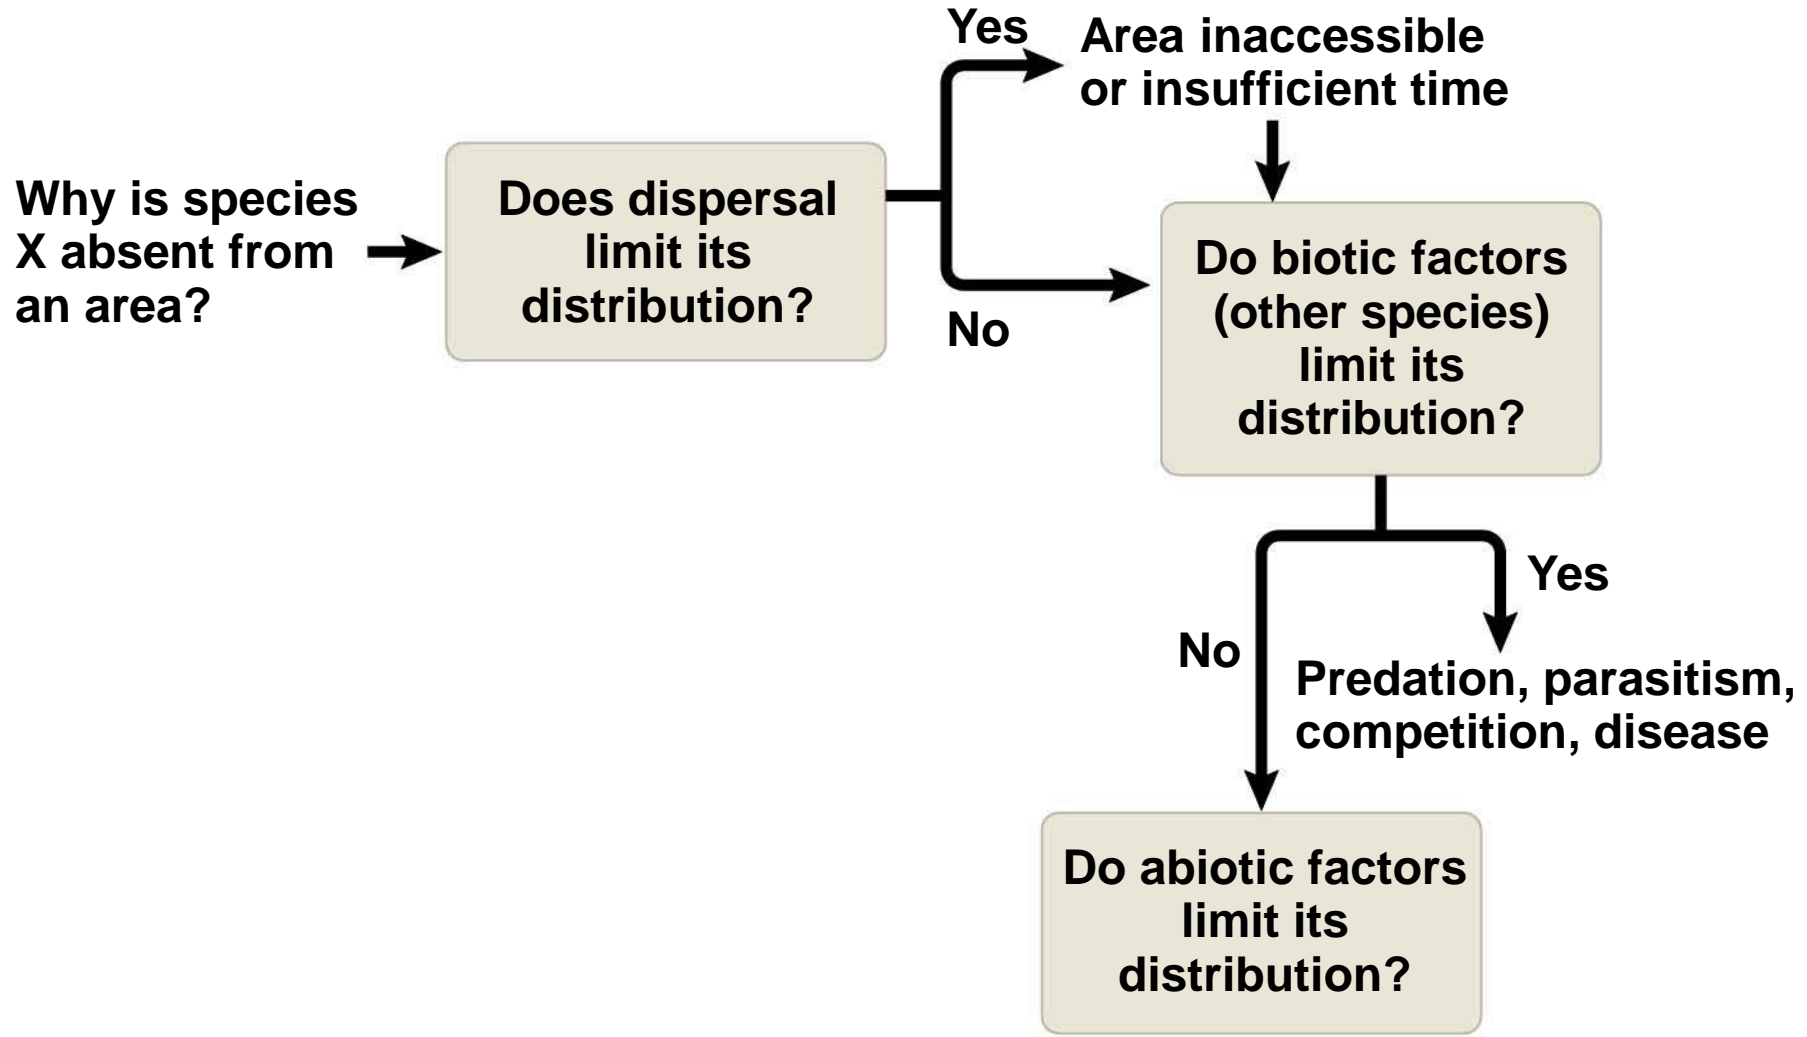 Why is species
X absent from
an area?
Does dispersal
limit its
distribution?
Yes
Area inaccessible
or insufficient time
No
Do biotic factors
(other species)
limit its
distribution?
Yes
Predation, parasitism,
competition, disease
No
Do abiotic factors
limit its
distribution?